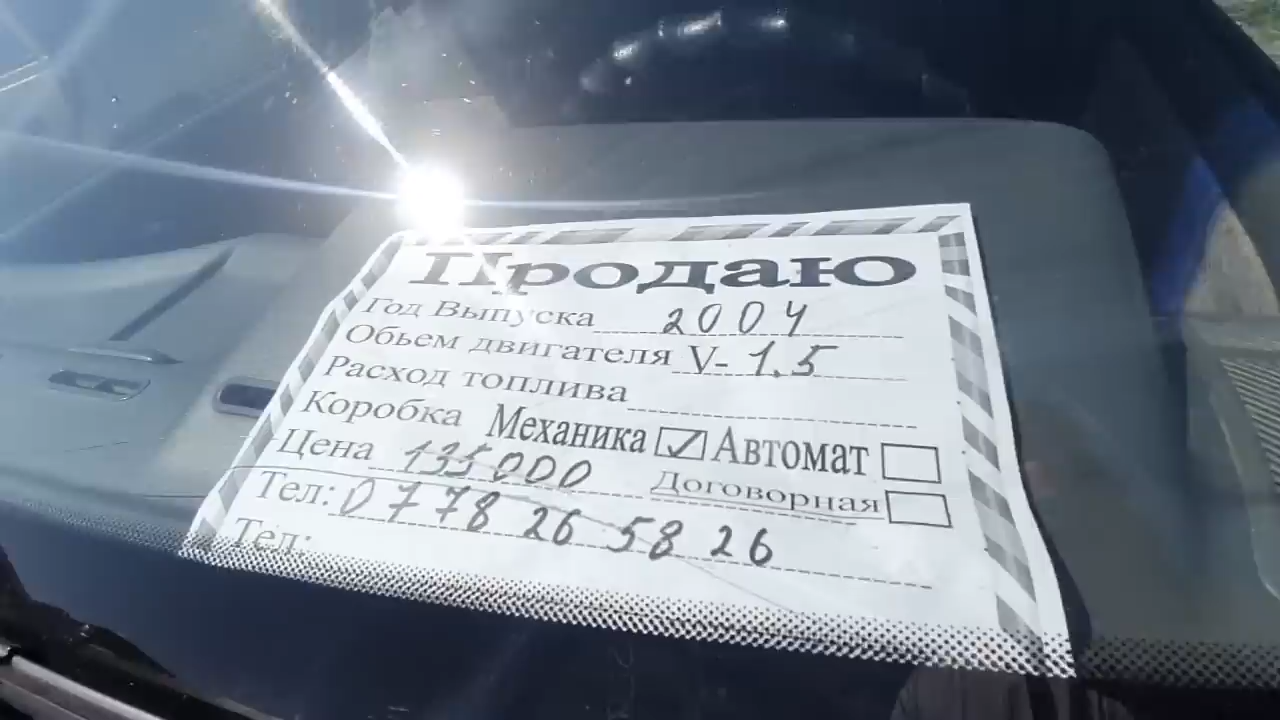 Продаю
Год Выпуска 2004
Обьем двигателя V- 1.5
Расход топлива
Коробка Механика ✓ Автомат
Цена 135000 Договорная
Тел: 0778 26 58 26
Тел: